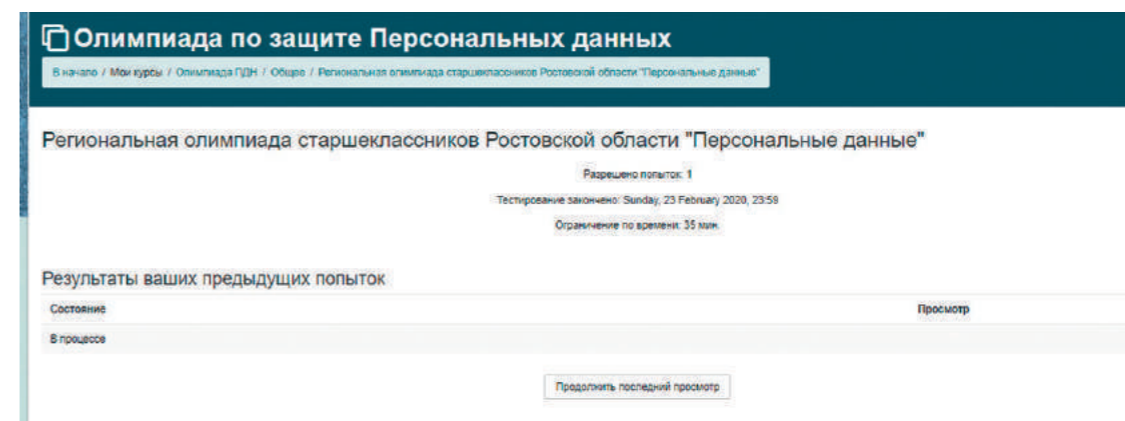 Олимпиада по защите Персональных данных
В начало / Мои курсы / Олимпиада ПДН / Общее / Региональная олимпиада старшеклассников Ростовской области "Персональные данные"
Региональная олимпиада старшеклассников Ростовской области "Персональные данные"
Разрешено попыток: 1
Тестирование закончено: Sunday, 23 February 2020, 23:59
Ограничение по времени: 35 мин.
Результаты ваших предыдущих попыток
Состояние Просмотр
В процессе
Продолжить последний просмотр